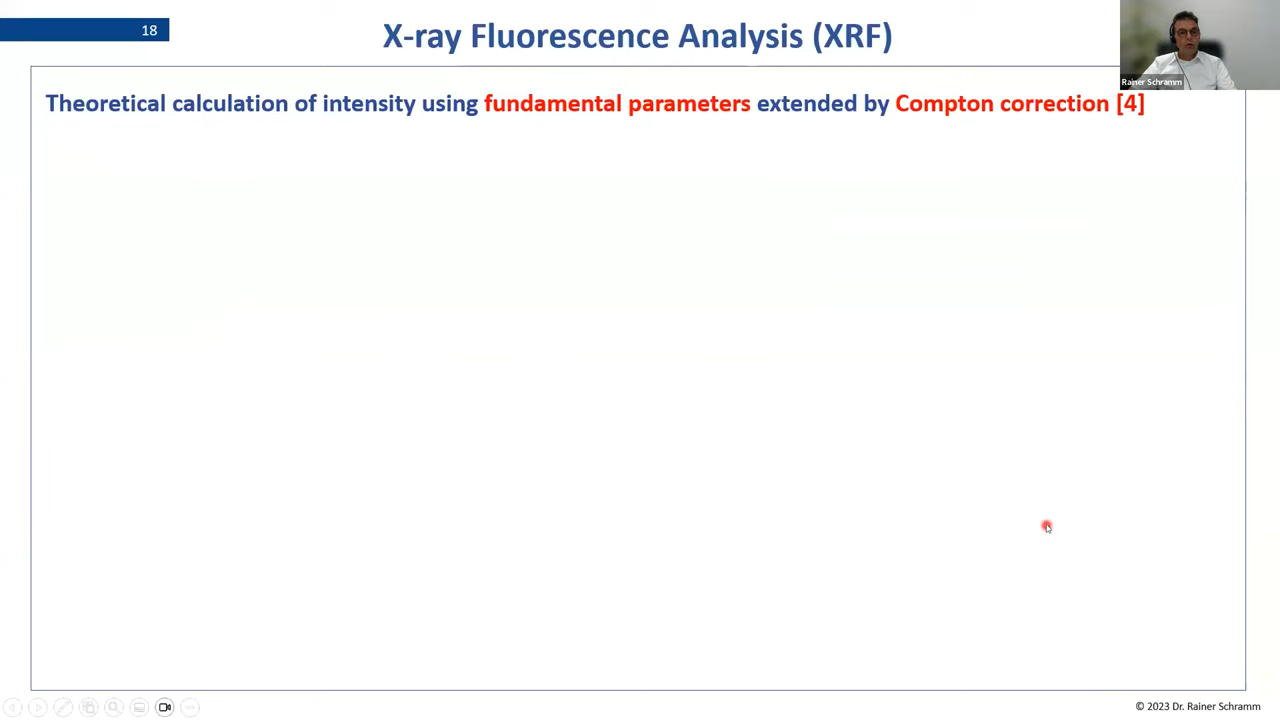 18
X-ray Fluorescence Analysis (XRF)
Rainer Schramm
Theoretical calculation of intensity using fundamental parameters extended by Compton correction [4]
© 2023 Dr. Rainer Schramm